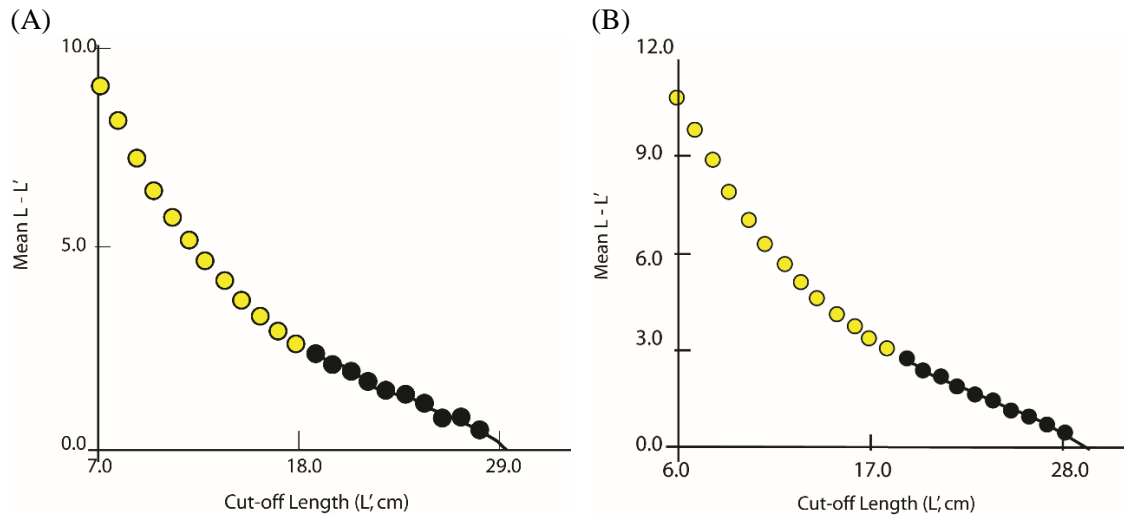 (A)
10.0
5.0
0.0
Mean L - L'
7.0 18.0 29.0
Cut-off Length (L', cm)
(B)
12.0
9.0
6.0
3.0
0.0
Mean L - L'
6.0 17.0 28.0
Cut-off Length (L', cm)